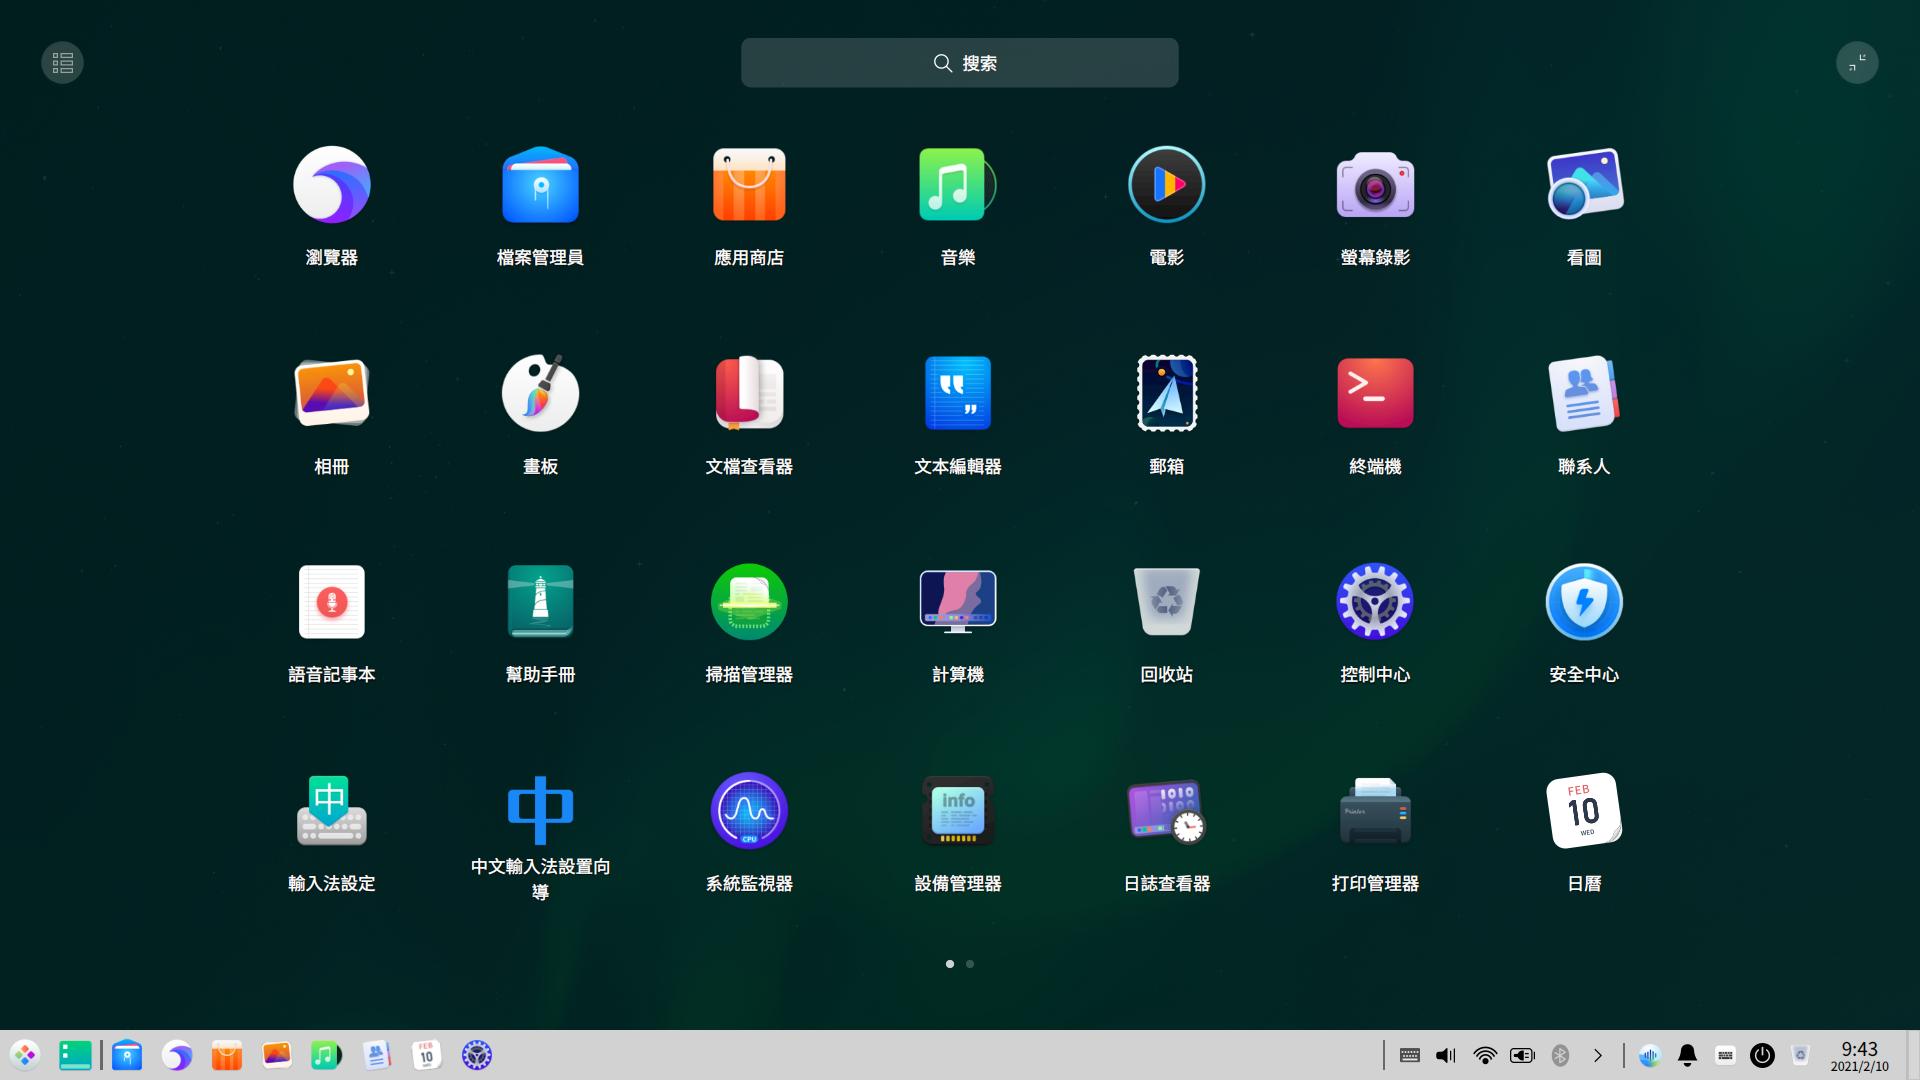 搜索
瀏覽器
檔案管理員
應用商店
音樂
電影
螢幕錄影
看圖
相冊
畫板
文檔查看器
文本編輯器
郵箱
終端機
聯系人
語音記事本
幫助手冊
掃描管理器
計算機
回收站
控制中心
安全中心
中
中
info
CPU
1010
1010
Printer
FEB
10
WED
輸入法設定
中文輸入法設置向
導
系統監視器
設備管理器
日誌查看器
打印管理器
日曆
FEB
10
9:43
2021/2/10